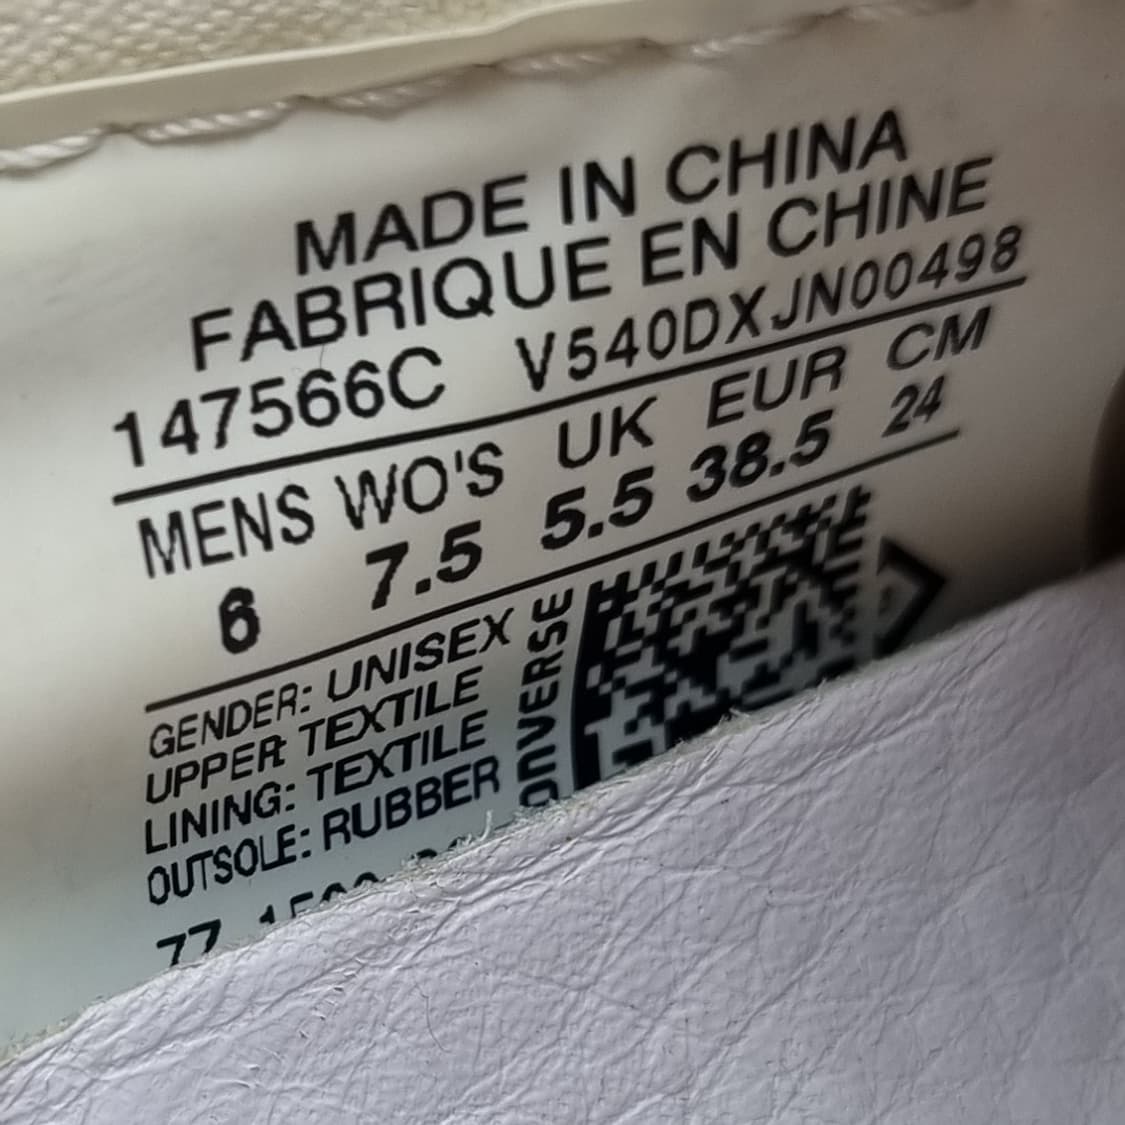 MADE IN CHINA
FABRIQUE EN CHINE
147566C V540DXJN00498
MENS WO'S UK EUR CM
6 7.5 5.5 38.5 24
GENDER: UNISEX
UPPER TEXTILE
LINING: TEXTILE
OUTSOLE: RUBBER
77
ONVERSE